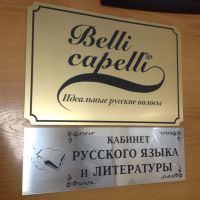 Belli
capelli
Идеальные русские волосы
КАБИНЕТ
РУССКОГО ЯЗЫКА
И ЛИТЕРАТУРЫ